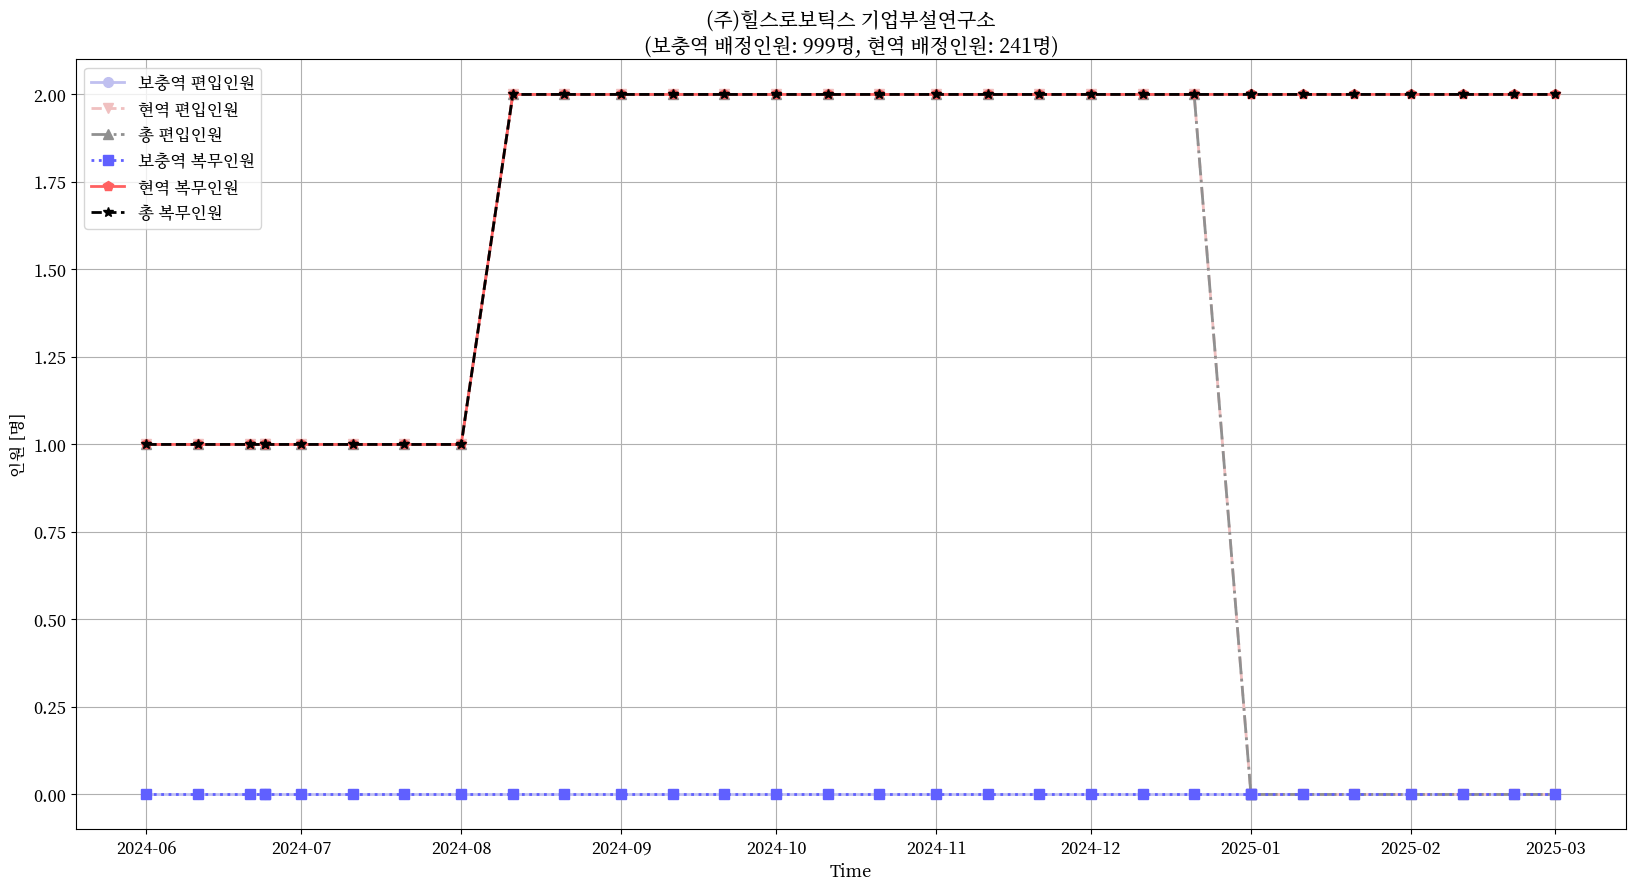 (주)힐스로보틱스 기업부설연구소
(보충역 배정인원: 999명, 현역 배정인원: 241명)
보충역 편입인원
현역 편입인원
총 편입인원
보충역 복무인원
현역 복무인원
총 복무인원
인원 [명]
2.00
1.75
1.50
1.25
1.00
0.75
0.50
0.25
0.00
2024-06 2024-07 2024-08 2024-09 2024-10 2024-11 2024-12 2025-01 2025-02 2025-03
Time